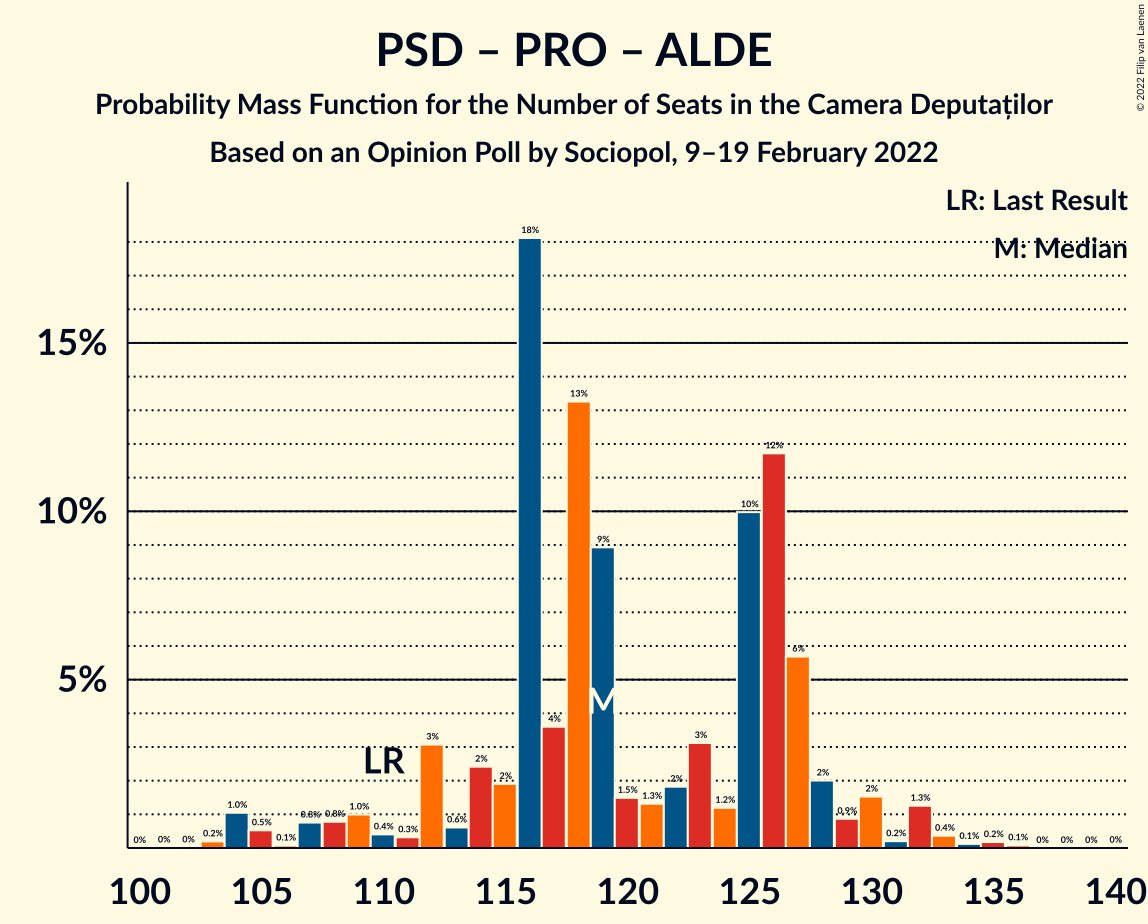 © 2022 Filip van Laenen
PSD – PRO – ALDE
Probability Mass Function for the Number of Seats in the Camera Deputaților
Based on an Opinion Poll by Sociopol, 9–19 February 2022
LR: Last Result
M: Median
15%
10%
5%
0% 0% 0% 0.2% 1.0% 0.5% 0.1% 0.8% 0.8% 1.0% 0.4% 0.3% 3% 0.6% 2% 2% 18% 4% 13% 9% 1.5% 1.3% 2% 3% 1.2% 10% 12% 6% 2% 0.9% 2% 0.2% 1.3% 0.4% 0.1% 0.2% 0.1% 0% 0% 0% 0%
LR
M
100 105 110 115 120 125 130 135 140